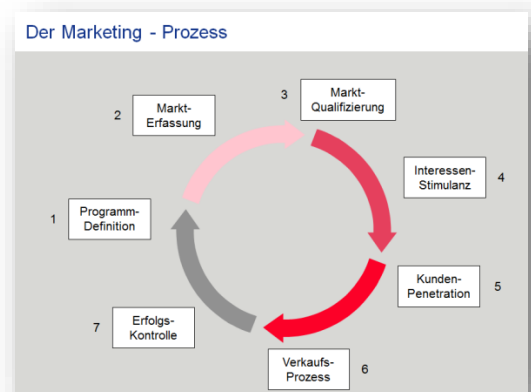 Der Marketing - Prozess
1
Programm-
Definition
2
Markt-
Erfassung
3
Markt-
Qualifizierung
4
Interessen-
Stimulanz
5
Kunden-
Penetration
6
Verkaufs-
Prozess
7
Erfolgs-
Kontrolle